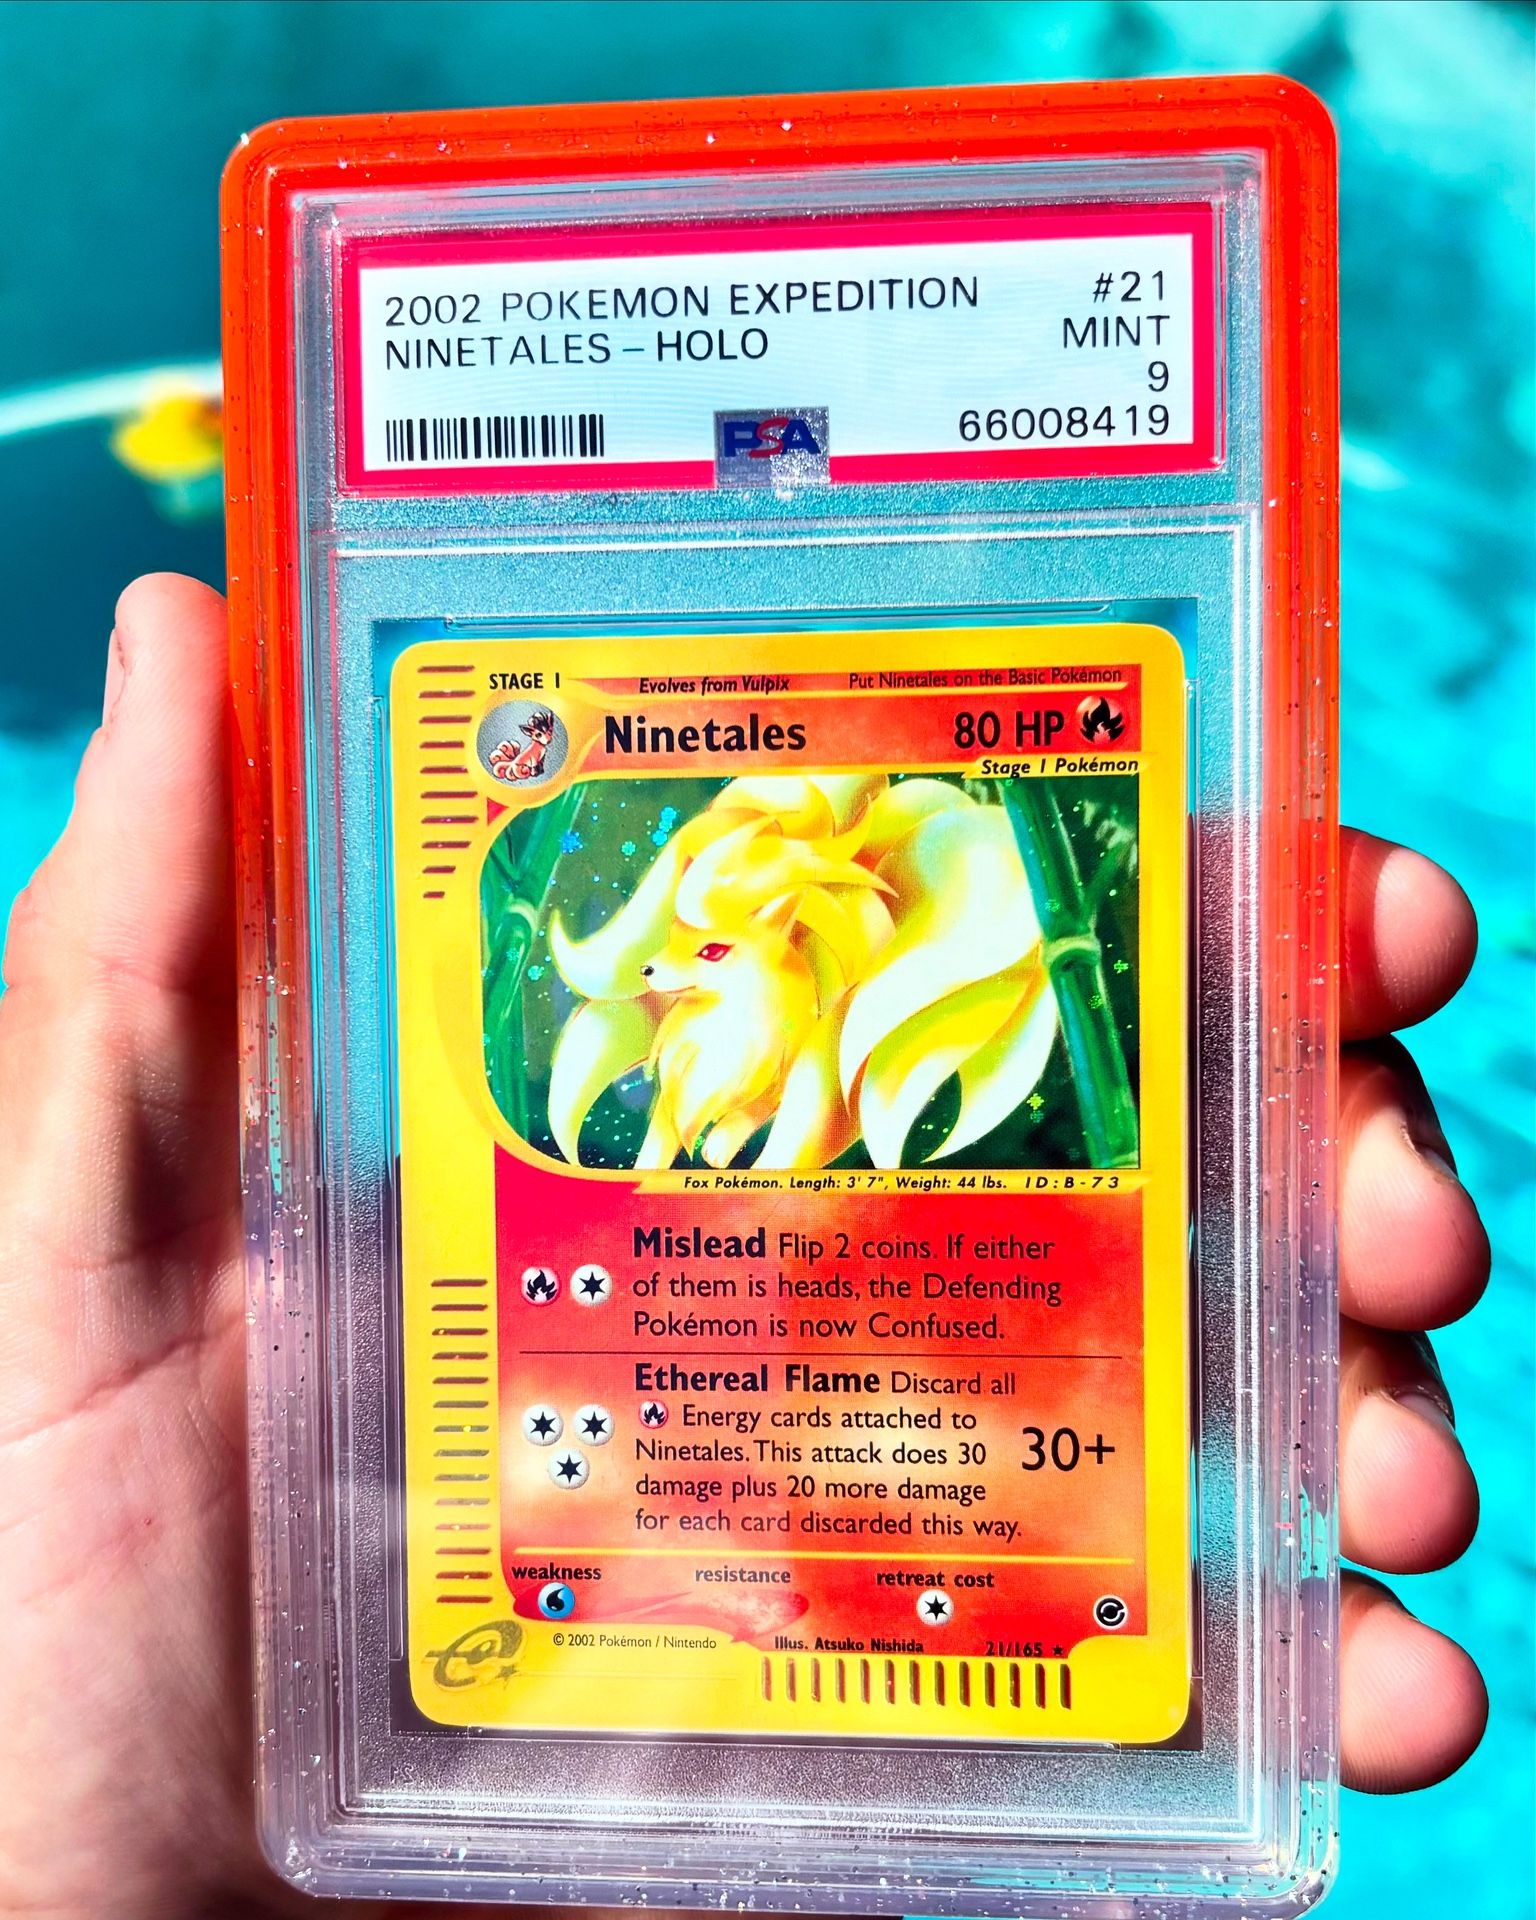 2002 POKEMON EXPEDITION #21
NINETALES - HOLO MINT
9
PSA 66008419
STAGE 1 Evolves from Vulpix Put Ninetales on the Basic Pokémon
Ninetales 80 HP
Stage 1 Pokémon
Fox Pokémon. Length: 3' 7", Weight: 44 lbs. ID: B-73
Mislead Flip 2 coins. If either
of them is heads, the Defending
Pokémon is now Confused.
Ethereal Flame Discard all
Energy cards attached to
Ninetales. This attack does 30 30+
damage plus 20 more damage
for each card discarded this way.
weakness resistance retreat cost
e
© 2002 Pokémon / Nintendo Illus. Atsuko Nishida 21/165 ★